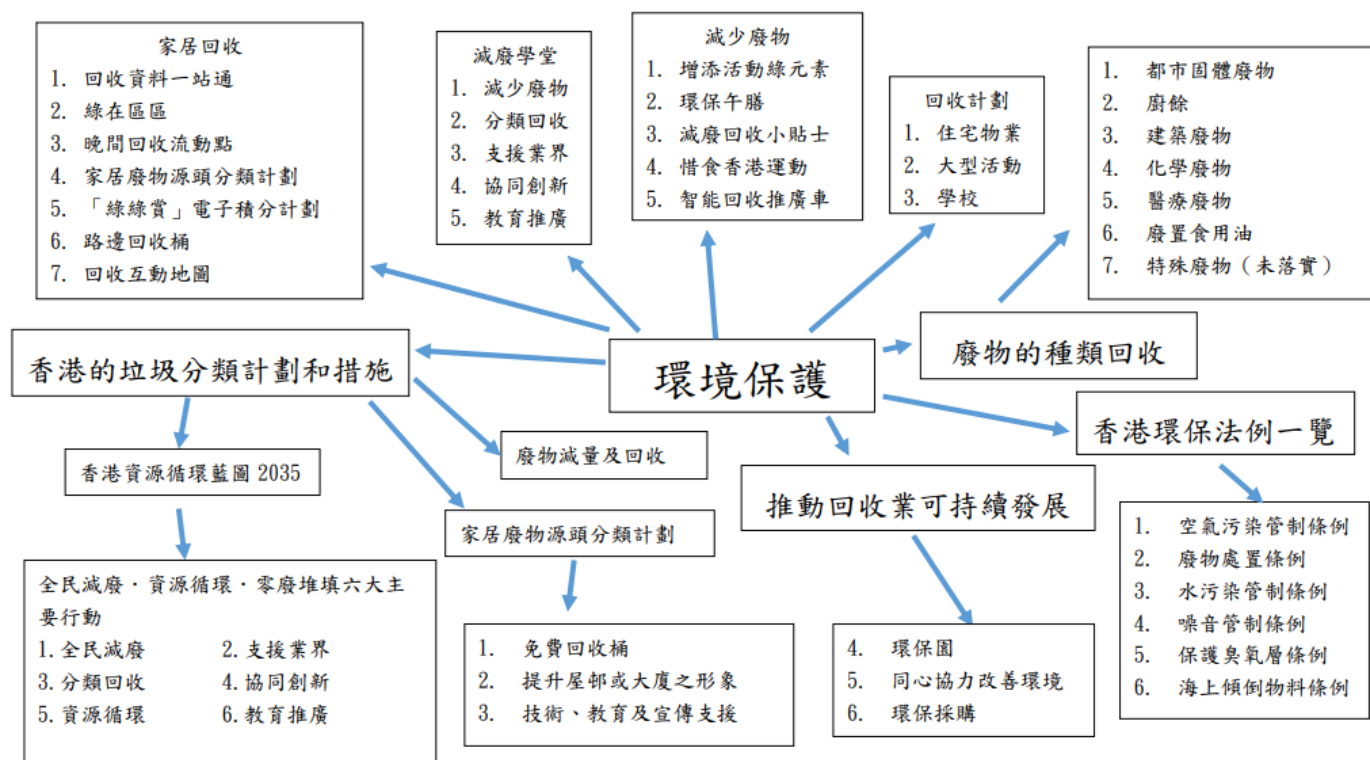 家居回收
1. 回收資料一站通
2. 綠在區區
3. 晚間回收流動點
4. 家居廢物源頭分類計劃
5. 「綠綠賞」電子積分計劃
6. 路邊回收桶
7. 回收互動地圖
減廢學堂
1. 減少廢物
2. 分類回收
3. 支援業界
4. 協同創新
5. 教育推廣
減少廢物
1. 增添活動綠元素
2. 環保午膳
3. 減廢回收小貼士
4. 惜食香港運動
5. 智能回收推廣車
回收計劃
1. 住宅物業
2. 大型活動
3. 學校
1. 都市固體廢物
2. 廚餘
3. 建築廢物
4. 化學廢物
5. 醫療廢物
6. 廢置食用油
7. 特殊廢物（未落實）
香港的垃圾分類計劃和措施
環境保護
廢物的種類回收
香港環保法例一覽
香港資源循環藍圖 2035
廢物減量及回收
家居廢物源頭分類計劃
推動回收業可持續發展
全民減廢．資源循環．零廢堆填六大主
要行動
1.全民減廢 2.支援業界
3.分類回收 4.協同創新
5.資源循環 6.教育推廣
1. 免費回收桶
2. 提升屋邨或大廈之形象
3. 技術、教育及宣傳支援
4. 環保園
5. 同心協力改善環境
6. 環保採購
1. 空氣污染管制條例
2. 廢物處置條例
3. 水污染管制條例
4. 噪音管制條例
5. 保護臭氧層條例
6. 海上傾倒物料條例